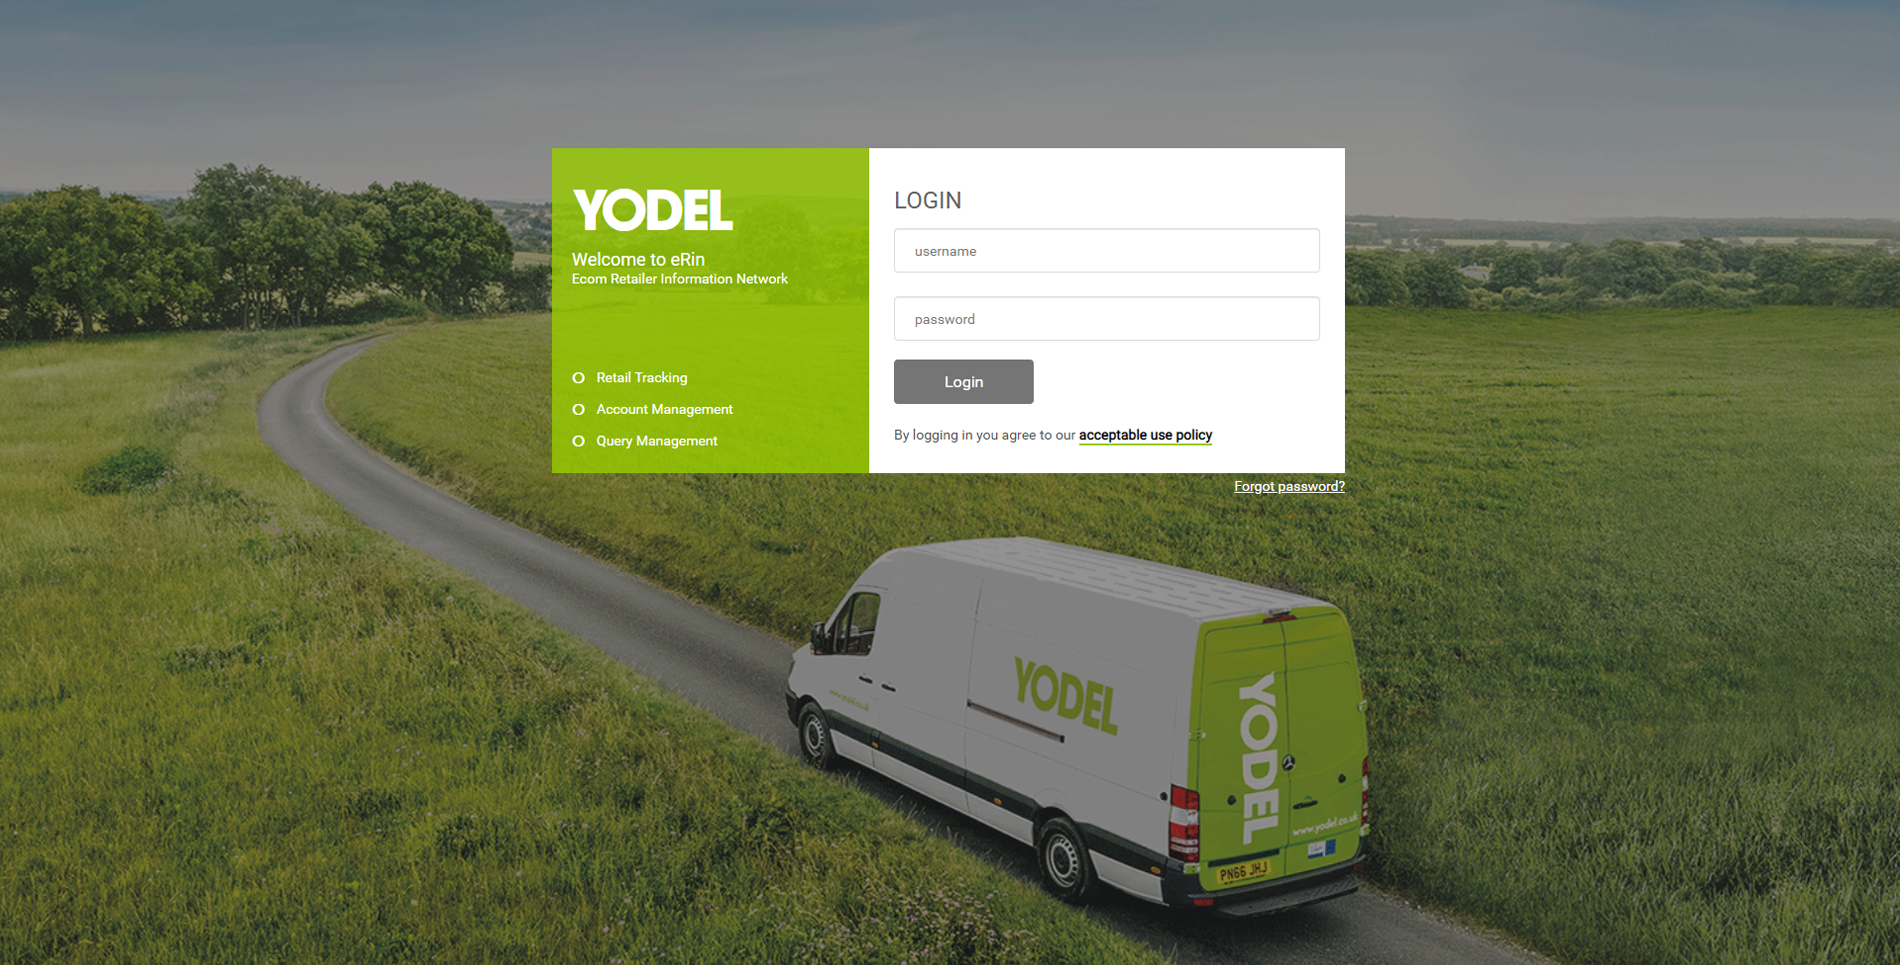 YODEL
Welcome to eRin
Ecom Retailer Information Network
Retail Tracking
Account Management
Query Management
LOGIN
username
password
Login
By logging in you agree to our acceptable use policy
Forgot password?
YODEL
www.yodel.co.uk
YODEL
www.yodel.co.uk
PN66 JHJ